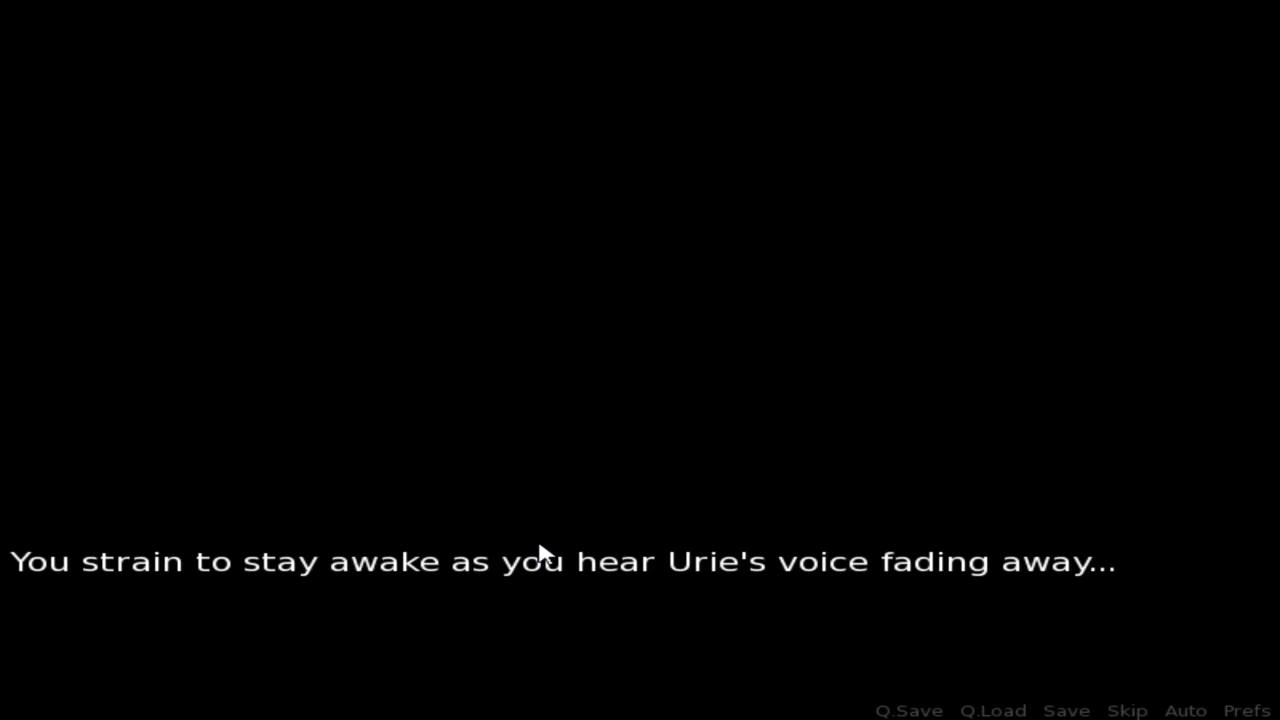 You strain to stay awake as you hear Urie's voice fading away...
Q.Save Q.Load Save Skip Auto Prefs